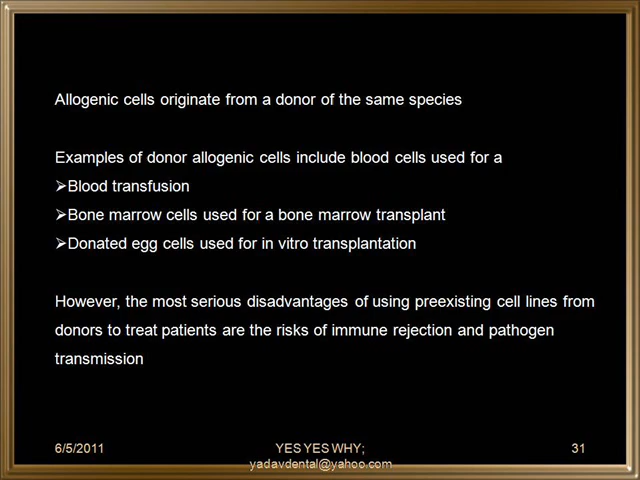 Allogenic cells originate from a donor of the same species
Examples of donor allogenic cells include blood cells used for a
➢Blood transfusion
➢Bone marrow cells used for a bone marrow transplant
➢Donated egg cells used for in vitro transplantation
However, the most serious disadvantages of using preexisting cell lines from
donors to treat patients are the risks of immune rejection and pathogen
transmission
6/5/2011 YES YES WHY; 31
yadavdental@yahoo.com